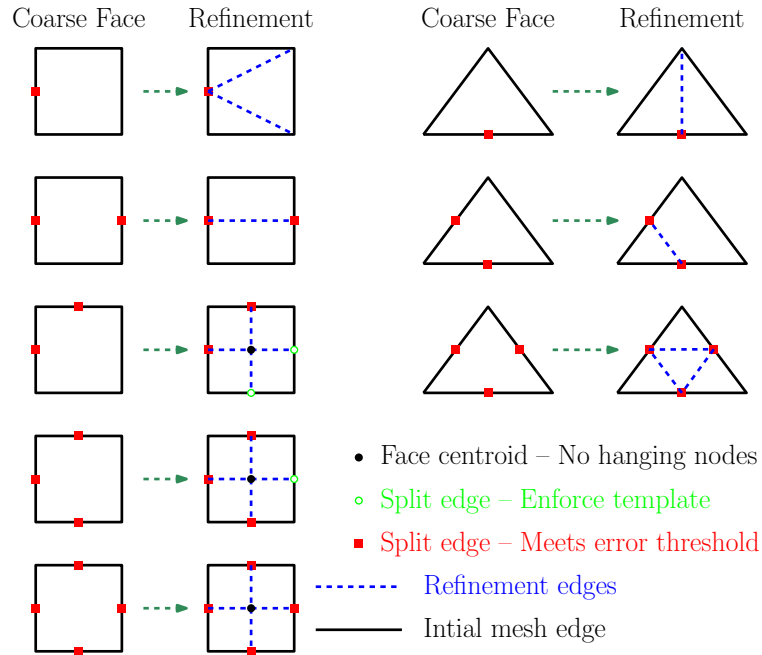 Coarse Face Refinement Coarse Face Refinement
Face centroid – No hanging nodes
Split edge – Enforce template
Split edge – Meets error threshold
Refinement edges
Intial mesh edge